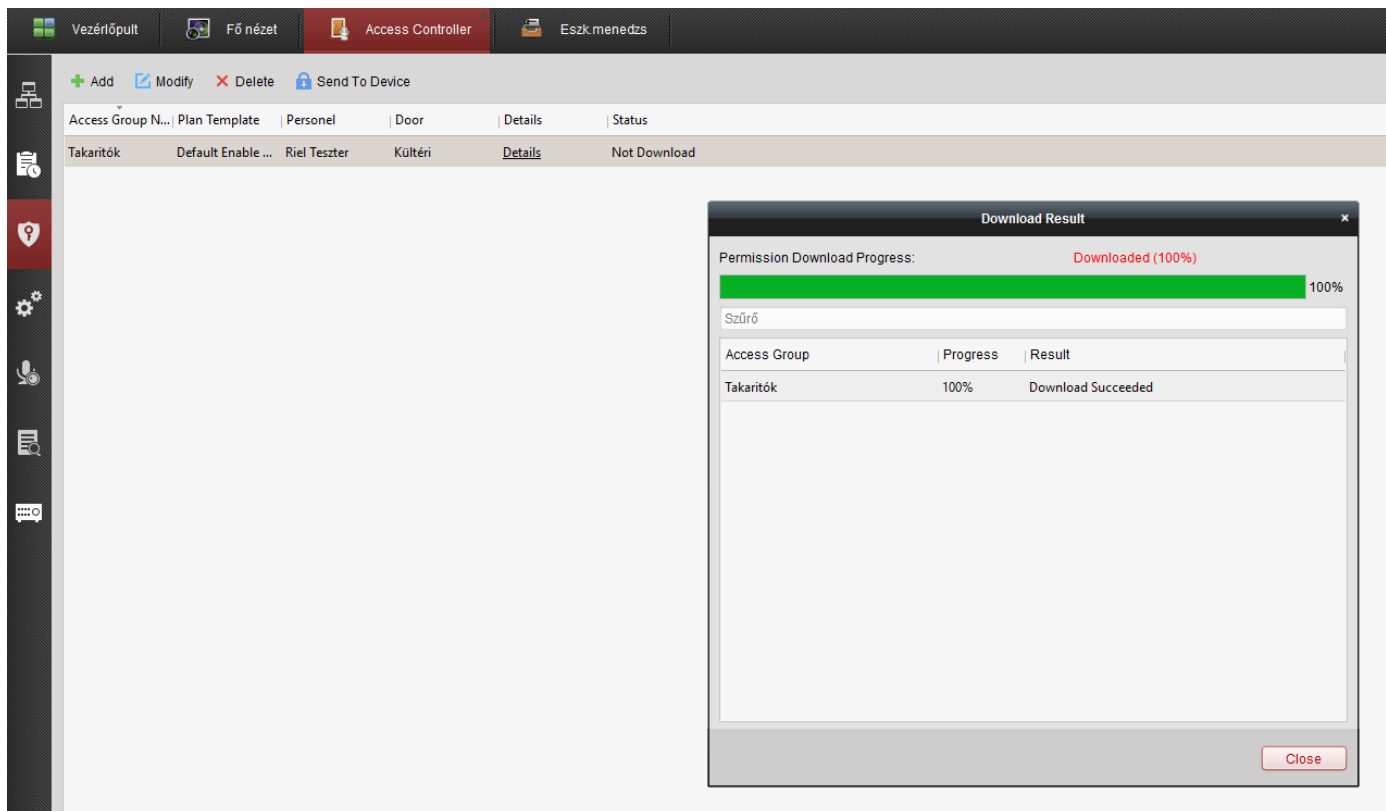 Vezérlőpult Fő nézet Access Controller Eszk.menedzs
Add Modify Delete Send To Device
Access Group N... Plan Template Personel Door Details Status
Takarítók Default Enable ... Riel Teszter Kültéri Details Not Download
Download Result ×
Permission Download Progress: Downloaded (100%)
100%
Szűrő
Access Group Progress Result
Takarítók 100% Download Succeeded
Close